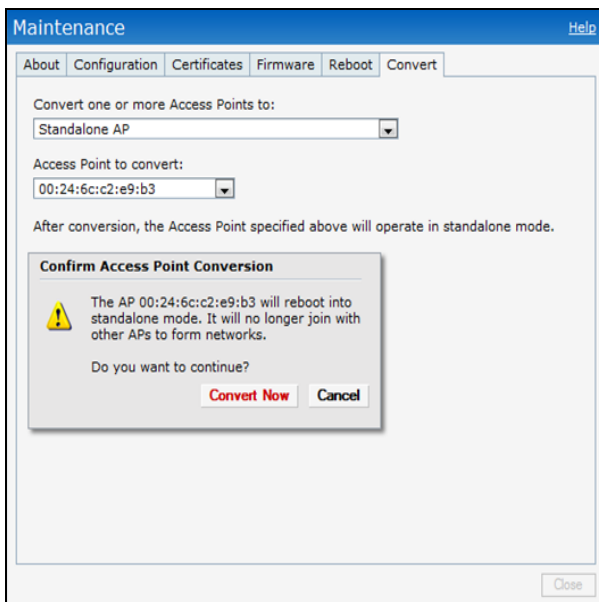 Maintenance
Help
About Configuration Certificates Firmware Reboot Convert
Convert one or more Access Points to:
Standalone AP
Access Point to convert:
00:24:6c:c2:e9:b3
After conversion, the Access Point specified above will operate in standalone mode.
Confirm Access Point Conversion
The AP 00:24:6c:c2:e9:b3 will reboot into
standalone mode. It will no longer join with
other APs to form networks.
Do you want to continue?
Convert Now Cancel
Close